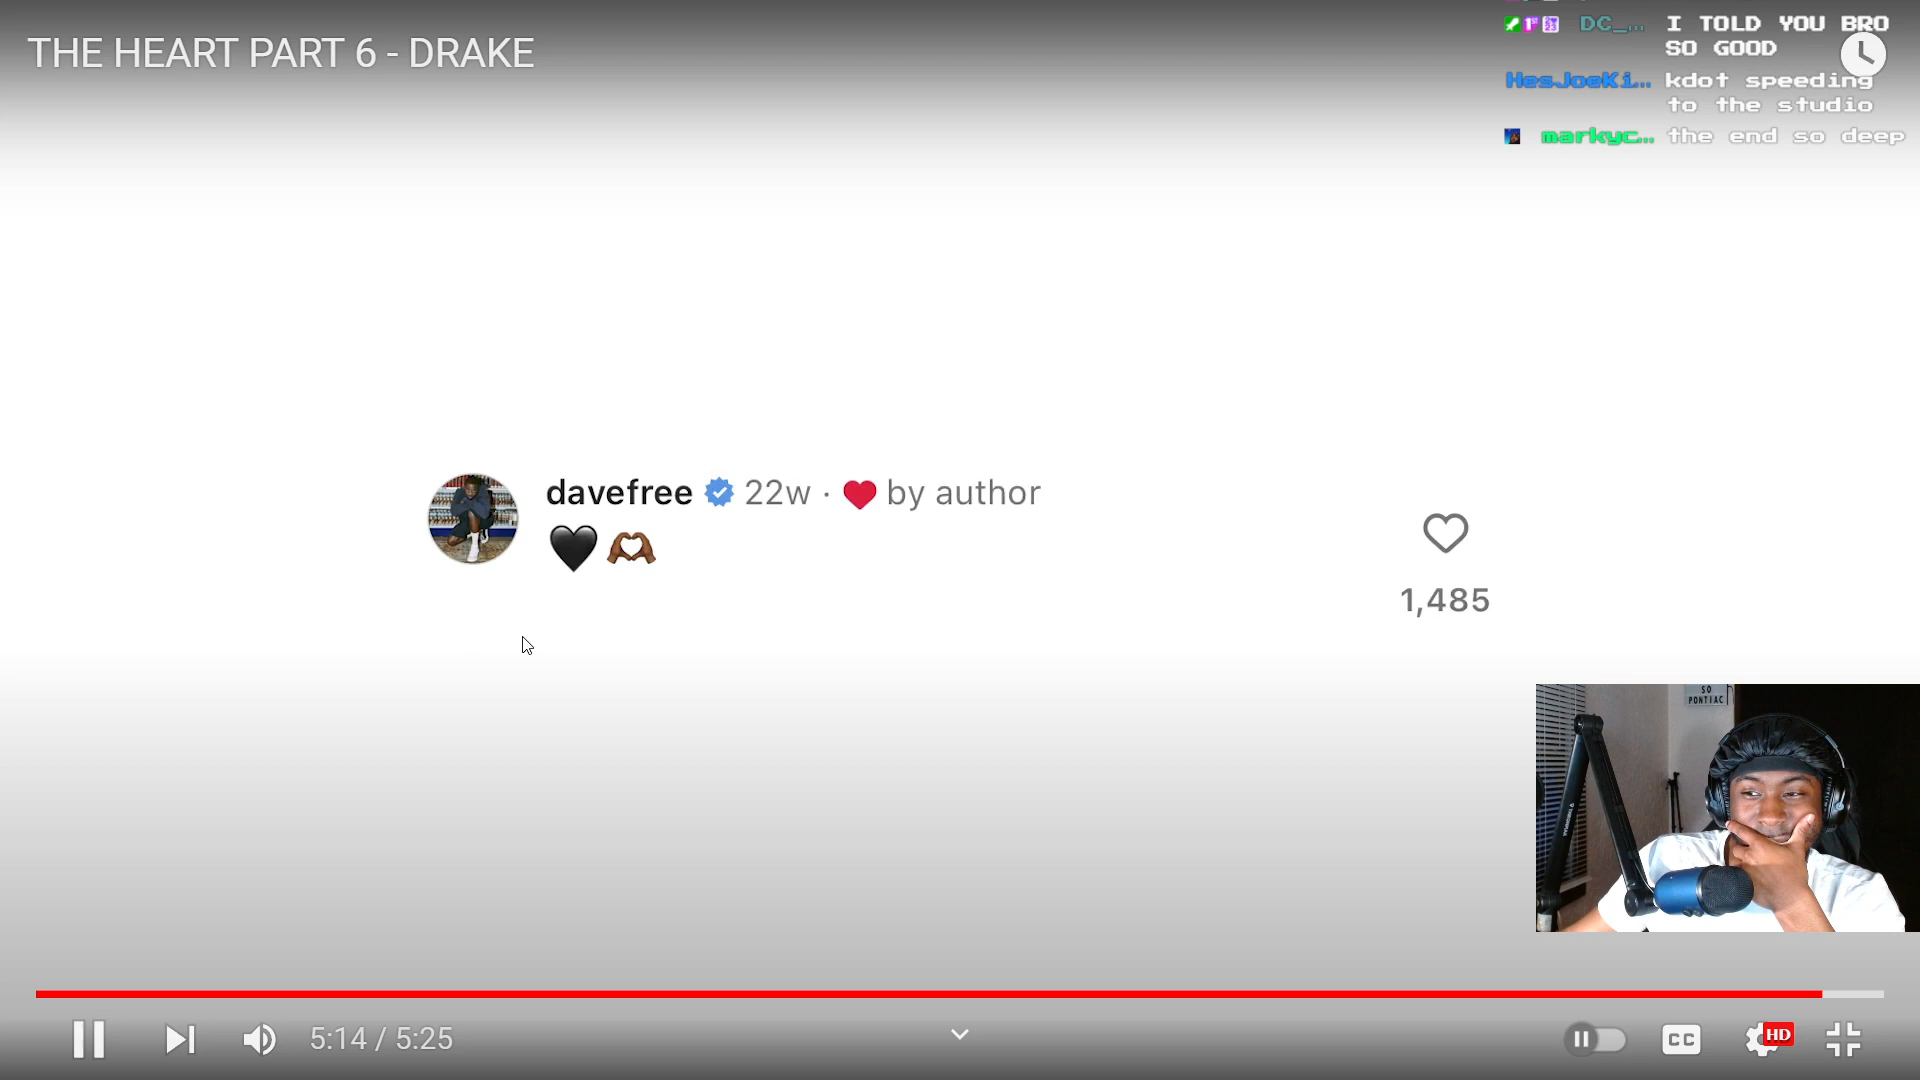 THE HEART PART 6 - DRAKE
DC_... I TOLD YOU BRO
SO GOOD
HesJoeKi... kdot speeding
to the studio
markyc... the end so deep
davefree 22w · ❤️ by author
🖤 🫶🏾
1,485
SO
PONTIAC
5:14 / 5:25
CC
HD